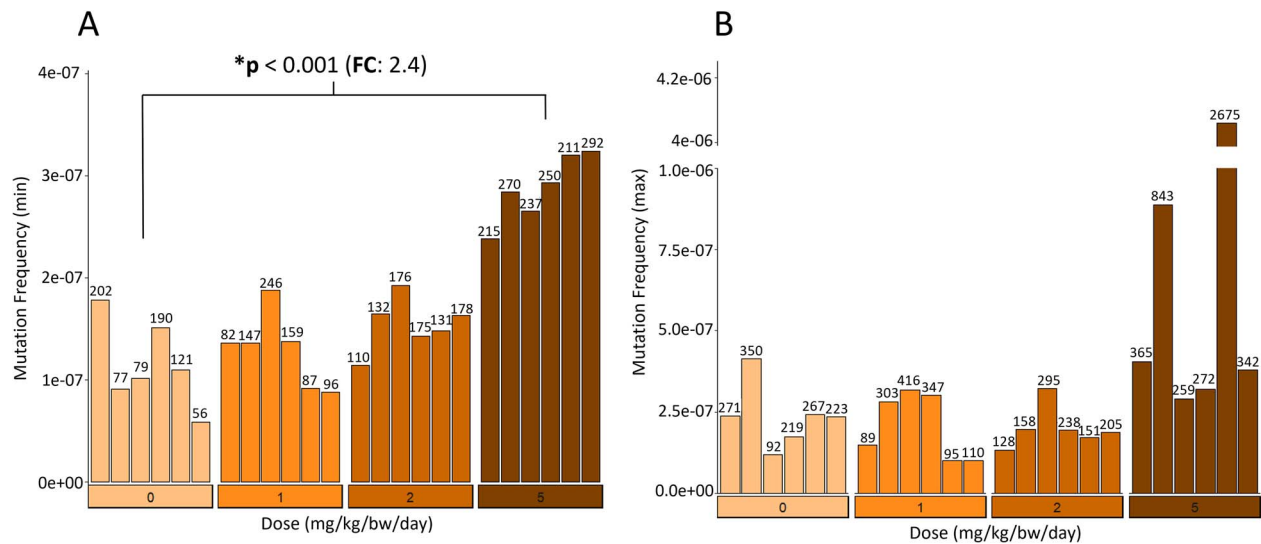 A
*p < 0.001 (FC: 2.4)
Mutation Frequency (min)
4e-07
3e-07
2e-07
1e-07
0e+00
202 77 79 190 121 56
82 147 246 159 87 96
110 132 176 175 131 178
215 270 237 250 211 292
0 1 2 5
Dose (mg/kg/bw/day)
B
Mutation Frequency (max)
4.2e-06
4e-06
1.0e-06
7.5e-07
5.0e-07
2.5e-07
0.0e+00
271 350 92 219 267 223
89 303 416 347 95 110
128 158 295 238 151 205
365 843 259 272 2675 342
0 1 2 5
Dose (mg/kg/bw/day)